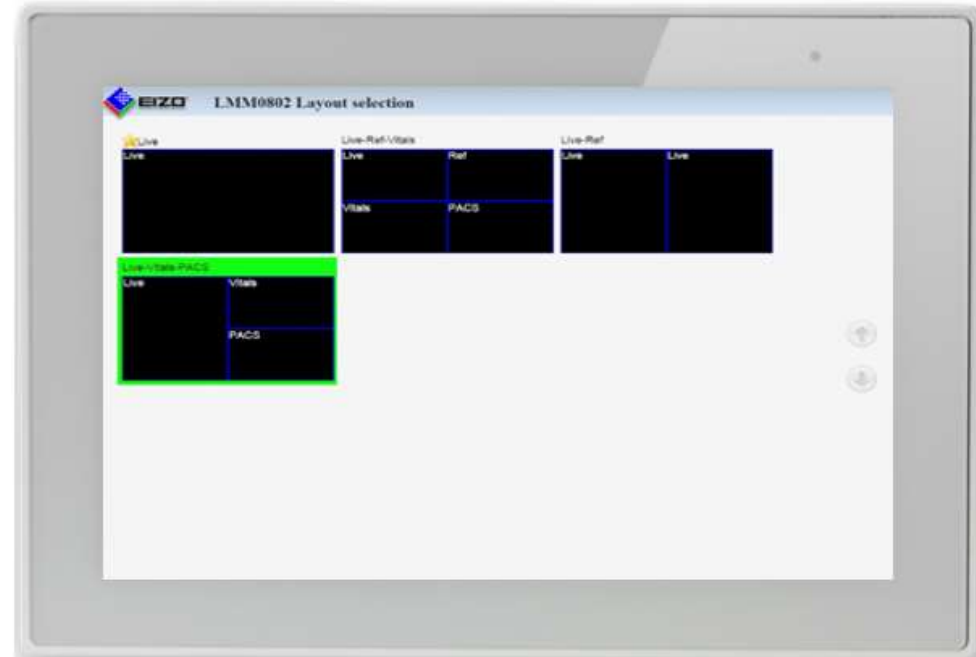 EIZO LMM0802 Layout selection
Live
Live-Ref-Vitals
Live-Ref
Live
Live
Ref
Vitals
PACS
Live
Live
Live-Vitals-PACS
Live
Vitals
PACS